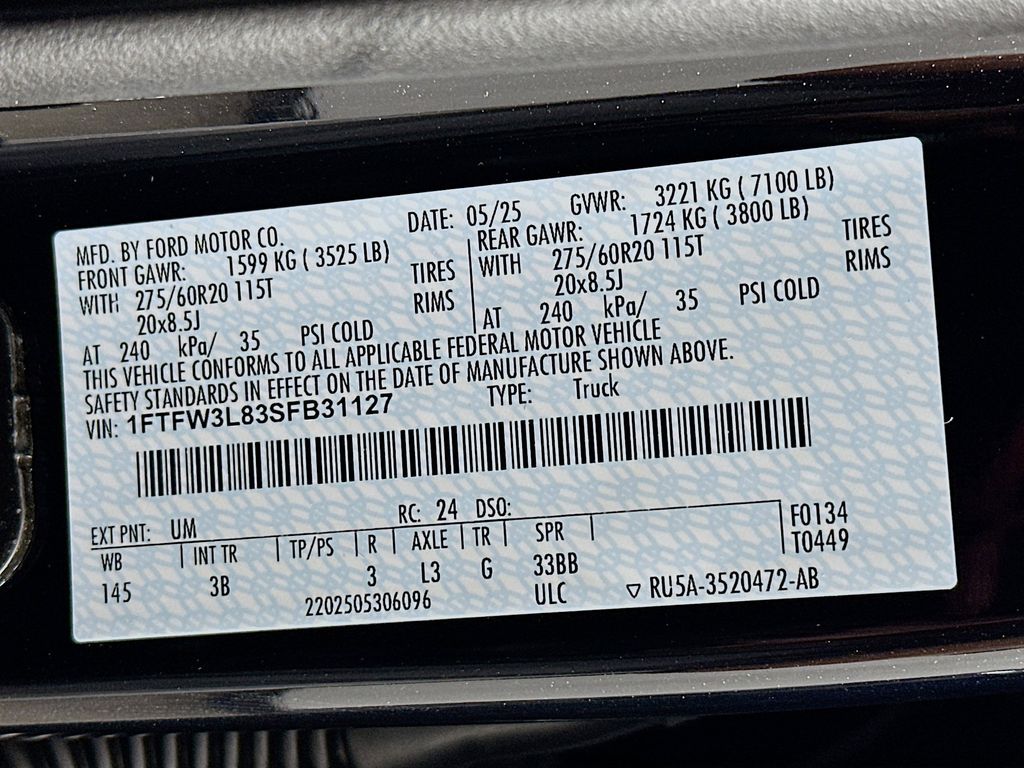 MFD. BY FORD MOTOR CO. DATE: 05/25 GVWR: 3221 KG ( 7100 LB)
FRONT GAWR: 1599 KG ( 3525 LB) REAR GAWR: 1724 KG ( 3800 LB)
WITH 275/60R20 115T TIRES WITH 275/60R20 115T TIRES
20x8.5J RIMS 20x8.5J RIMS
AT 240 kPa/ 35 PSI COLD AT 240 kPa/ 35 PSI COLD
THIS VEHICLE CONFORMS TO ALL APPLICABLE FEDERAL MOTOR VEHICLE
SAFETY STANDARDS IN EFFECT ON THE DATE OF MANUFACTURE SHOWN ABOVE.
VIN: 1FTFW3L83SFB31127 TYPE: Truck
EXT PNT: UM RC: 24 DSO:
WB INT TR TP/PS R AXLE TR SPR F0134
145 3B 3 L3 G 33BB T0449
2202505306096 ULC ▽ RU5A-3520472-AB